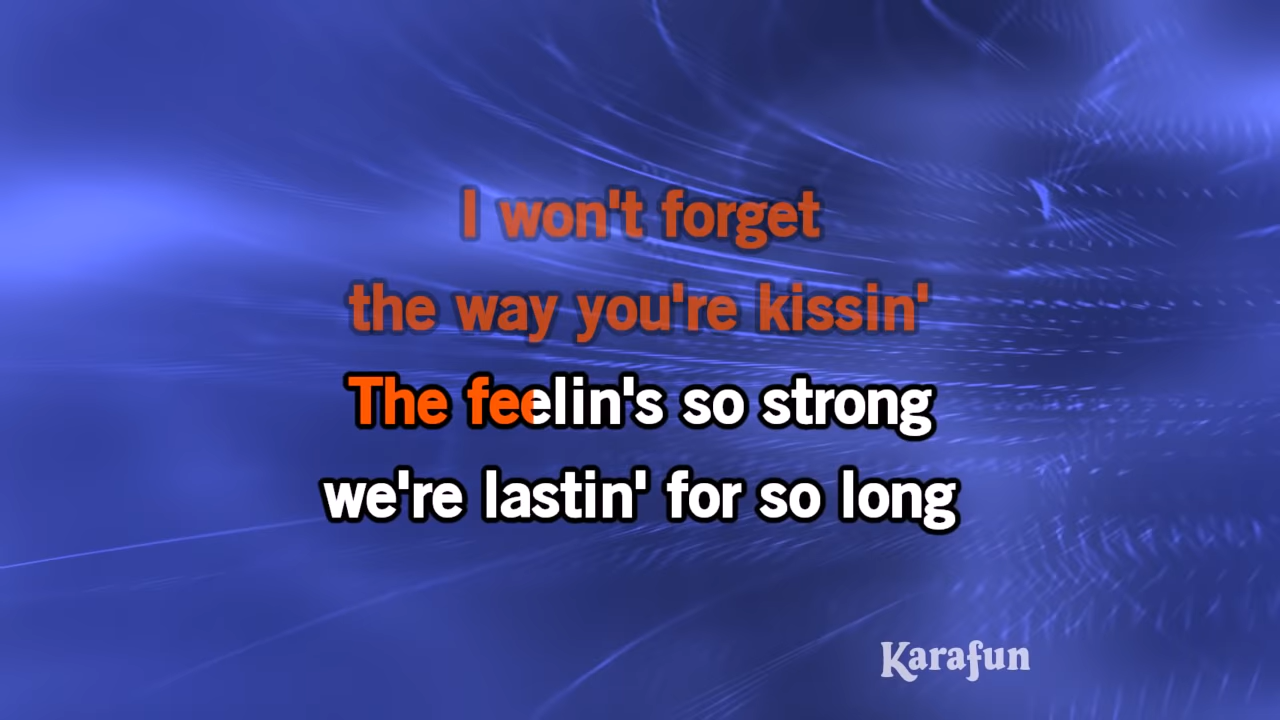 I won't forget
the way you're kissin'
The feelin's so strong
we're lastin' for so long
Karafun